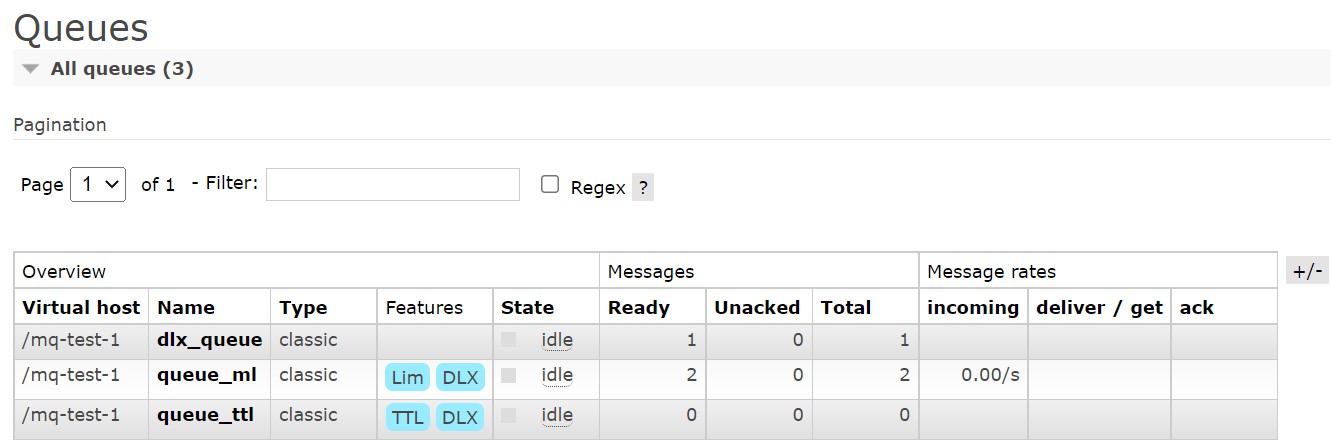 Queues
All queues (3)
Pagination
Page 1 of 1 - Filter: Regex ?
Overview Messages Message rates +/-
Virtual host Name Type Features State Ready Unacked Total incoming deliver / get ack
/mq-test-1 dlx_queue classic idle 1 0 1
/mq-test-1 queue_ml classic Lim DLX idle 2 0 2 0.00/s
/mq-test-1 queue_ttl classic TTL DLX idle 0 0 0